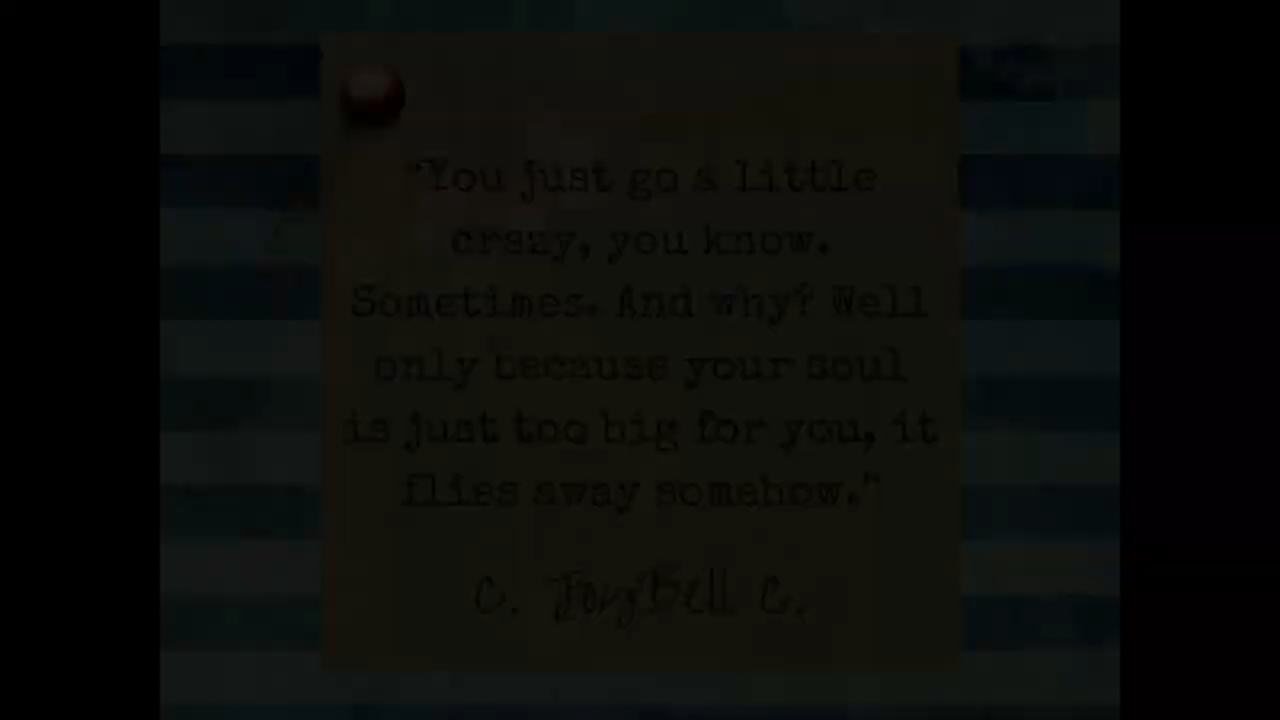 "You just go a little
crazy, you know.
Sometimes. And why? Well
only because your soul
is just too big for you, it
flies away somehow."
C. JoyBell C.